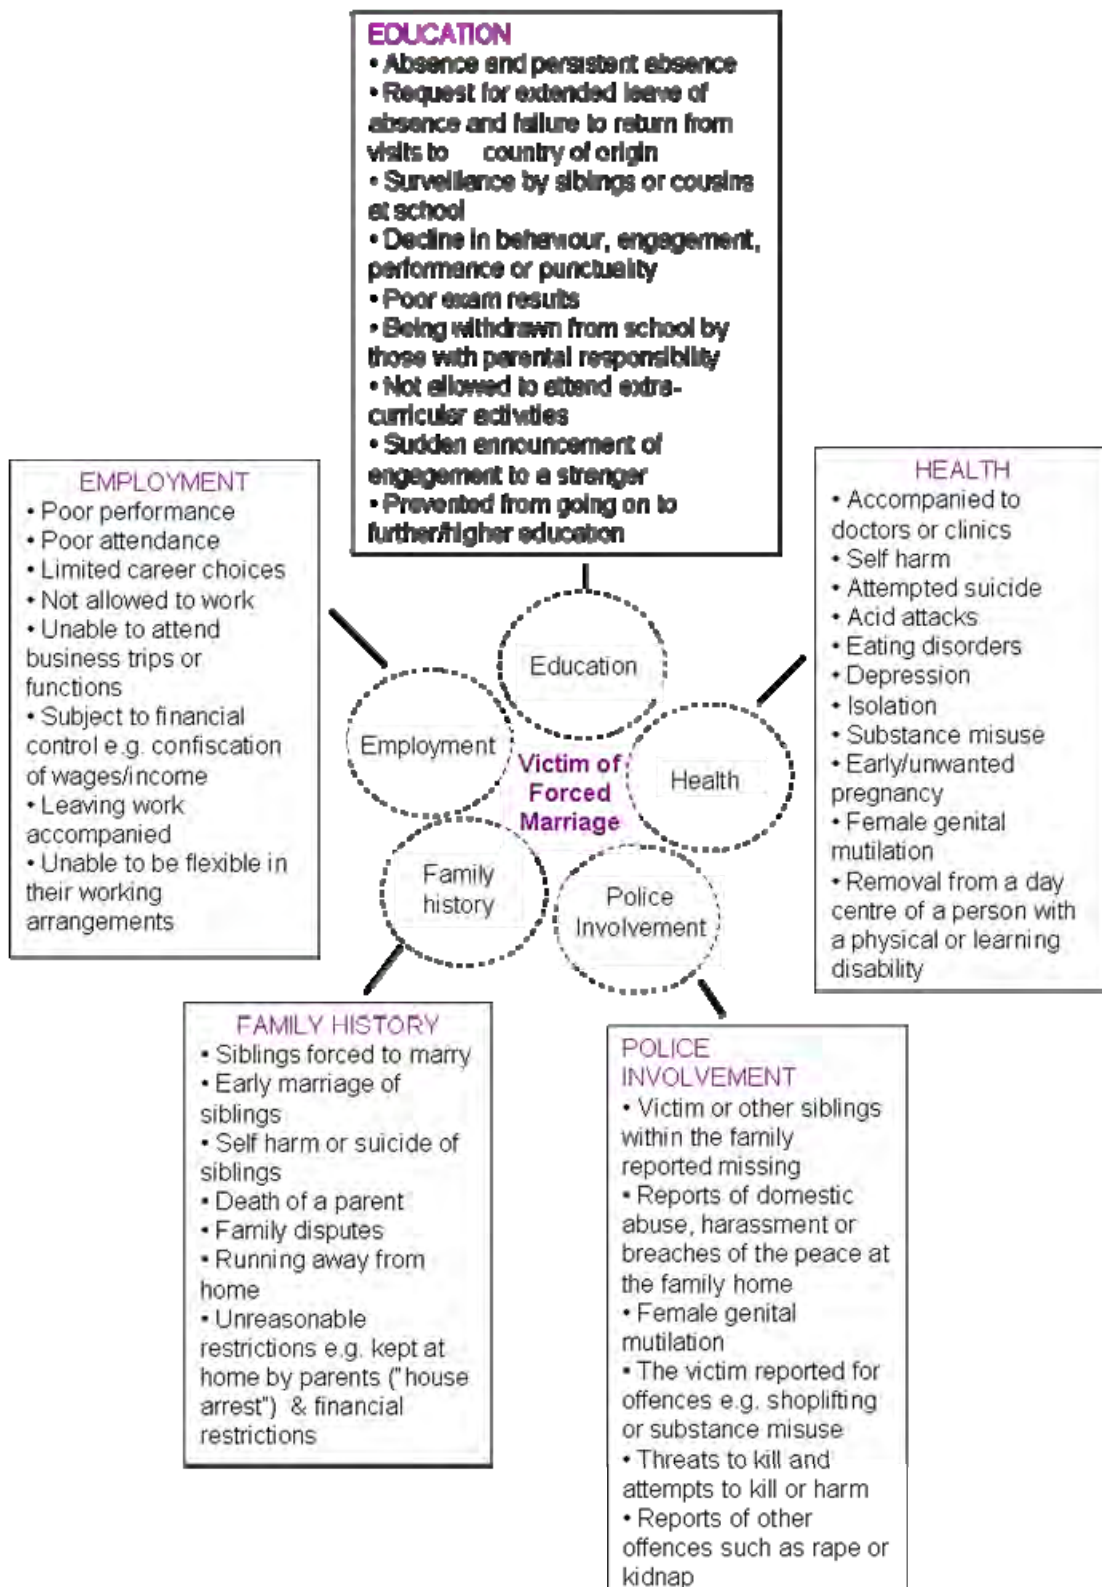 EDUCATION
• Absence and persistent absence
• Request for extended leave of
absence and failure to return from
visits to country of origin
• Surveillance by siblings or cousins
at school
• Decline in behaviour, engagement,
performance or punctuality
• Poor exam results
• Being withdrawn from school by
those with parental responsibility
• Not allowed to attend extra-
curricular activities
• Sudden announcement of
engagement to a stranger
• Prevented from going on to
further/higher education
EMPLOYMENT
• Poor performance
• Poor attendance
• Limited career choices
• Not allowed to work
• Unable to attend
business trips or
functions
• Subject to financial
control e.g. confiscation
of wages/income
• Leaving work
accompanied
• Unable to be flexible in
their working
arrangements
HEALTH
• Accompanied to
doctors or clinics
• Self harm
• Attempted suicide
• Acid attacks
• Eating disorders
• Depression
• Isolation
• Substance misuse
• Early/unwanted
pregnancy
• Female genital
mutilation
• Removal from a day
centre of a person with
a physical or learning
disability
Education
Employment
Victim of
Forced
Marriage
Health
Family
history
Police
Involvement
FAMILY HISTORY
• Siblings forced to marry
• Early marriage of
siblings
• Self harm or suicide of
siblings
• Death of a parent
• Family disputes
• Running away from
home
• Unreasonable
restrictions e.g. kept at
home by parents ("house
arrest") & financial
restrictions
POLICE
INVOLVEMENT
• Victim or other siblings
within the family
reported missing
• Reports of domestic
abuse, harassment or
breaches of the peace at
the family home
• Female genital
mutilation
• The victim reported for
offences e.g. shoplifting
or substance misuse
• Threats to kill and
attempts to kill or harm
• Reports of other
offences such as rape or
kidnap